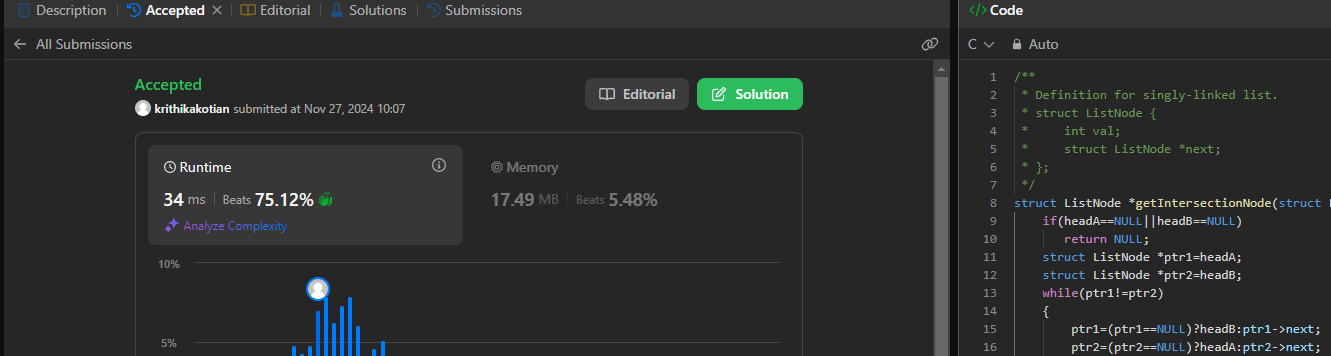 Description
Accepted
Editorial
Solutions
Submissions
All Submissions
Accepted
krithikakotian submitted at Nov 27, 2024 10:07
Editorial
Solution
Runtime
34 ms Beats 75.12%
Analyze Complexity
Memory
17.49 MB Beats 5.48%
10%
5%
</> Code
C
Auto
1 /**
2 * Definition for singly-linked list.
3 * struct ListNode {
4 * int val;
5 * struct ListNode *next;
6 * };
7 */
8 struct ListNode *getIntersectionNode(struct
9 if(headA==NULL||headB==NULL)
10 return NULL;
11 struct ListNode *ptr1=headA;
12 struct ListNode *ptr2=headB;
13 while(ptr1!=ptr2)
14 {
15 ptr1=(ptr1==NULL)?headB:ptr1->next;
16 ptr2=(ptr2==NULL)?headA:ptr2->next;